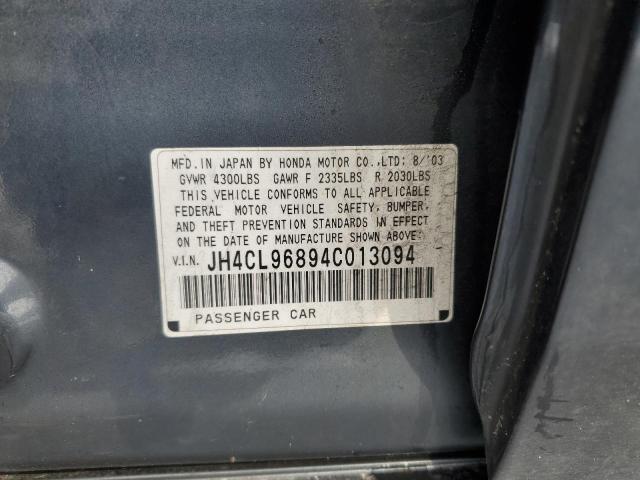 MFD. IN JAPAN BY HONDA MOTOR CO., LTD: 8/'03
GVWR 4300LBS GAWR F 2335LBS R 2030LBS
THIS VEHICLE CONFORMS TO ALL APPLICABLE
FEDERAL MOTOR VEHICLE SAFETY, BUMPER,
AND THEFT PREVENTION STANDARDS IN EFFECT
ON THE DATE OF MANUFACTURE SHOWN ABOVE:
V.I.N. JH4CL96894C013094
PASSENGER CAR